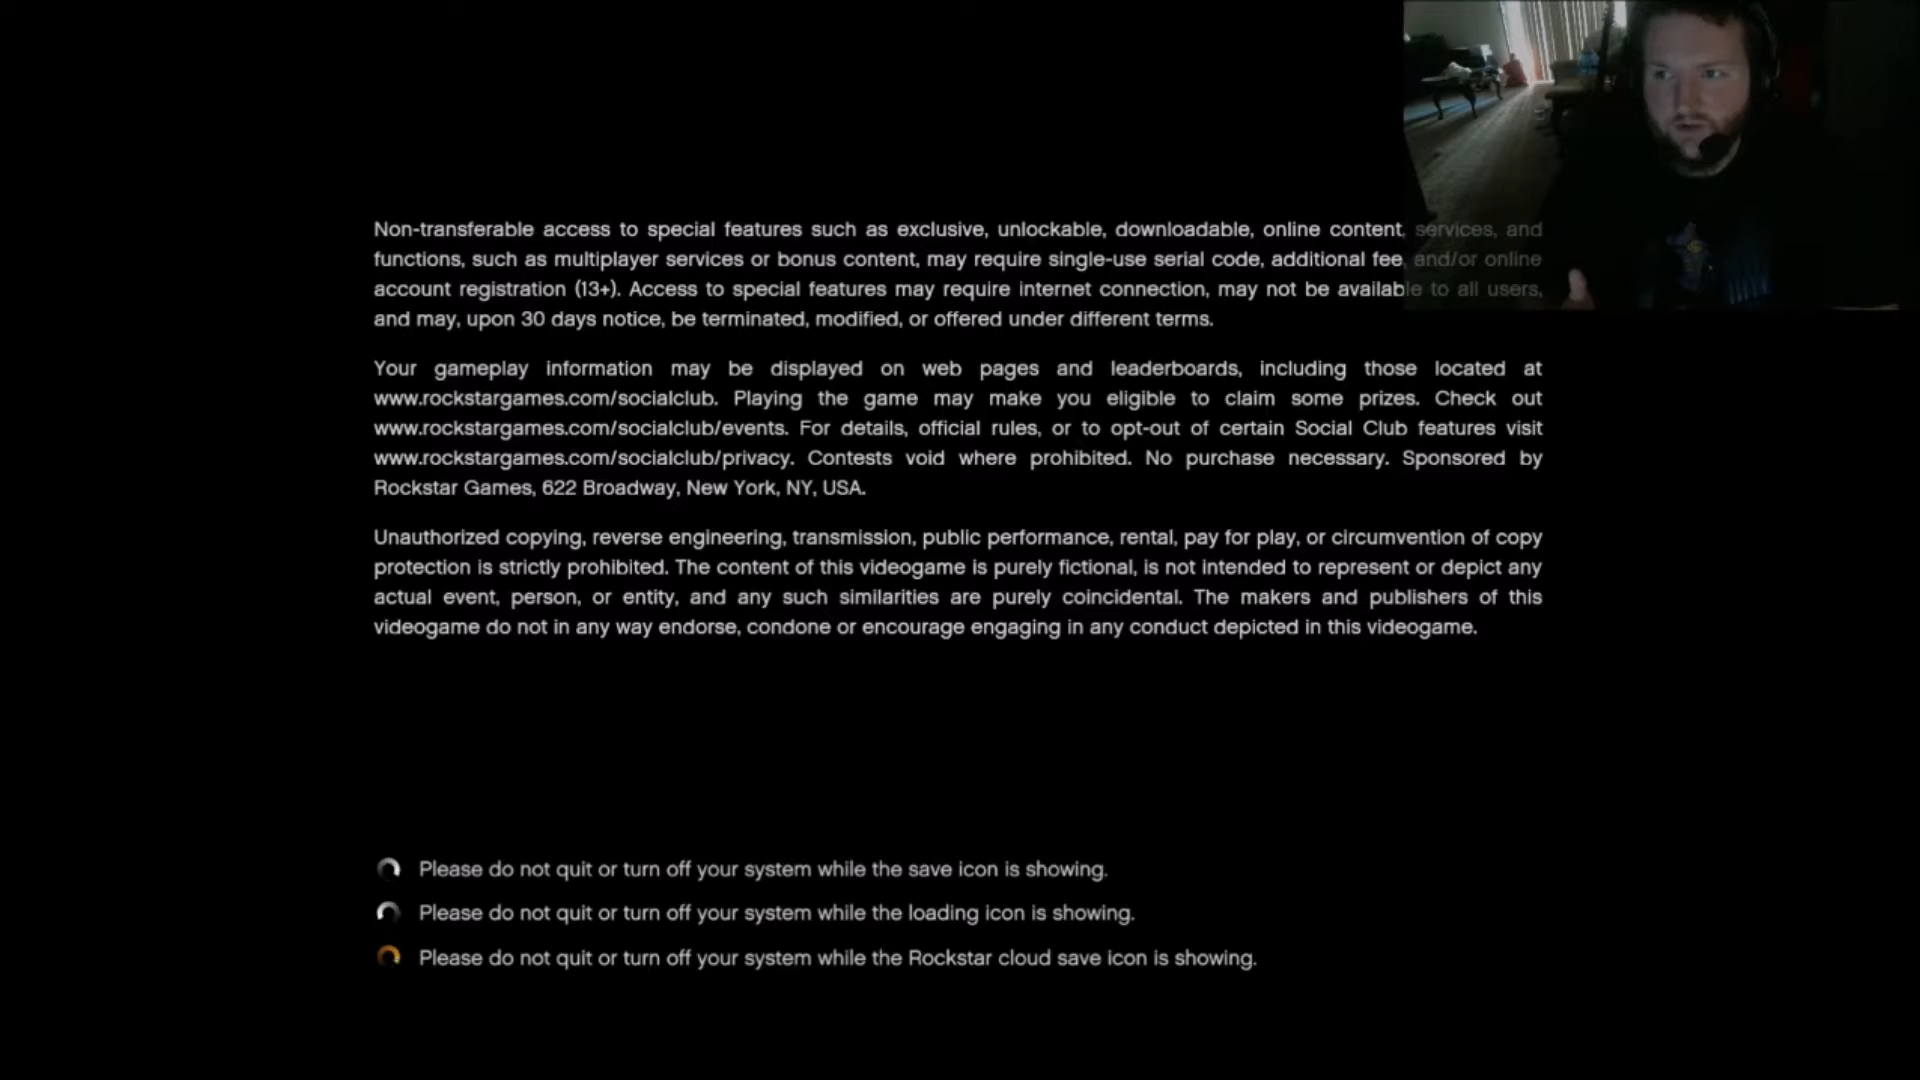 Non-transferable access to special features such as exclusive, unlockable, downloadable, online content, services, and
functions, such as multiplayer services or bonus content, may require single-use serial code, additional fee, and/or online
account registration (13+). Access to special features may require internet connection, may not be available to all users,
and may, upon 30 days notice, be terminated, modified, or offered under different terms.
Your gameplay information may be displayed on web pages and leaderboards, including those located at
www.rockstargames.com/socialclub. Playing the game may make you eligible to claim some prizes. Check out
www.rockstargames.com/socialclub/events. For details, official rules, or to opt-out of certain Social Club features visit
www.rockstargames.com/socialclub/privacy. Contests void where prohibited. No purchase necessary. Sponsored by
Rockstar Games, 622 Broadway, New York, NY, USA.
Unauthorized copying, reverse engineering, transmission, public performance, rental, pay for play, or circumvention of copy
protection is strictly prohibited. The content of this videogame is purely fictional, is not intended to represent or depict any
actual event, person, or entity, and any such similarities are purely coincidental. The makers and publishers of this
videogame do not in any way endorse, condone or encourage engaging in any conduct depicted in this videogame.
Please do not quit or turn off your system while the save icon is showing.
Please do not quit or turn off your system while the loading icon is showing.
Please do not quit or turn off your system while the Rockstar cloud save icon is showing.